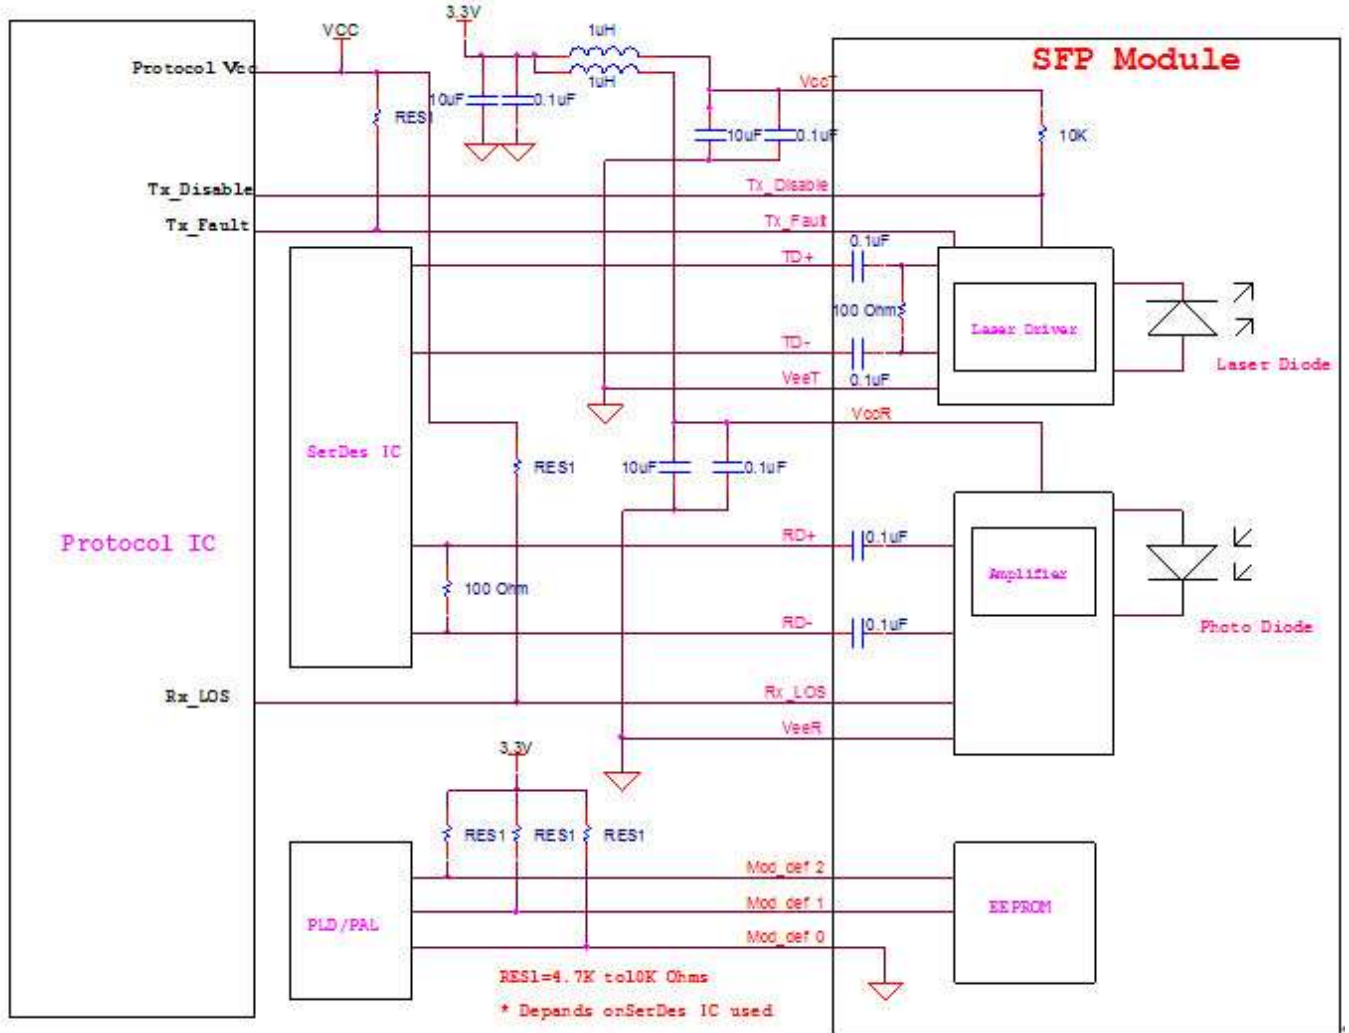 3.3V
1uH
VCC
SFP Module
Protocol Vcc
1uH
VccT
10uF
0.1uF
RES1
10uF
0.1uF
10K
Tx_Disable
Tx_Disable
Tx_Fault
Tx_Fault
0.1uF
TD+
100 Ohm
Laser Driver
TD-
Laser Diode
VeeT
0.1uF
VccR
SerDes IC
RES1
10uF
0.1uF
Protocol IC
RD+
0.1uF
100 Ohm
Amplifier
RD-
0.1uF
Photo Diode
Rx_LOS
Rx_LOS
VeeR
3.3V
RES1
RES1
RES1
Mod_def 2
Mod_def 1
EEPROM
PLD/PAL
Mod_def 0
RES1=4.7K to10K Ohms
* Depands onSerDes IC used